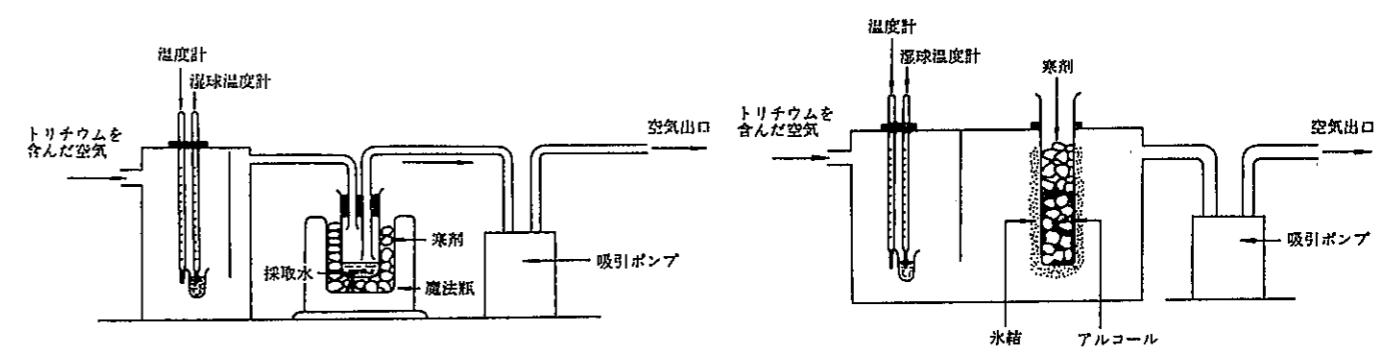 温度計
湿球温度計
トリチウムを
含んだ空気
空気出口
寒剤
採取水
魔法瓶
吸引ポンプ
温度計
湿球温度計
寒剤
トリチウムを
含んだ空気
空気出口
吸引ポンプ
氷結
アルコール